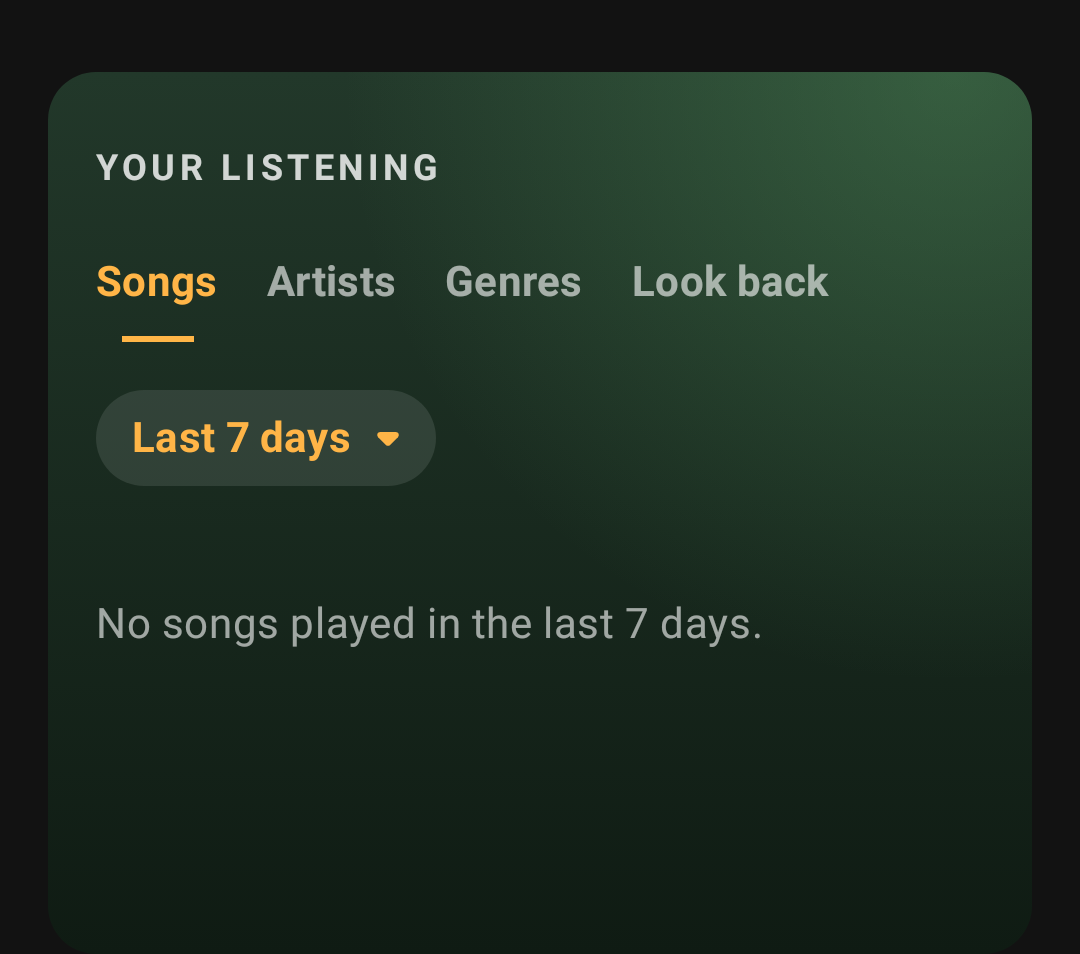 YOUR LISTENING
Songs Artists Genres Look back
Last 7 days
No songs played in the last 7 days.